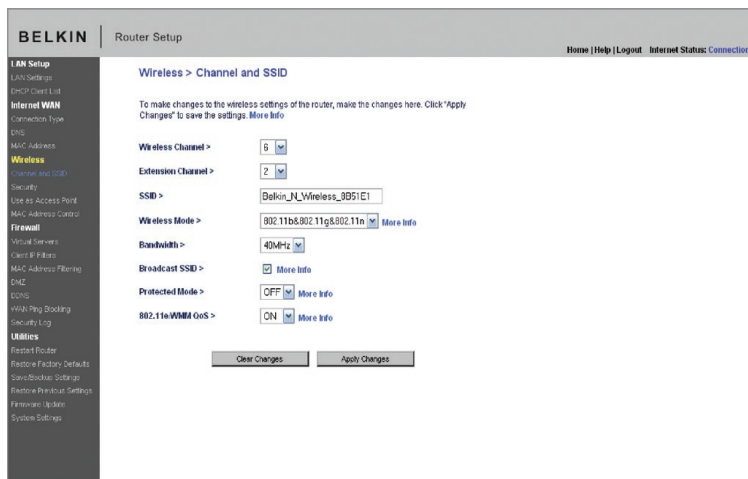 BELKIN
Router Setup
Home | Help | Logout Internet Status: Connection
LAN Setup
LAN Settings
DHCP Client List
Internet WAN
Connection Type
DNS
MAC Address
Wireless
Channel and SSID
Security
Use as Access Point
MAC Address Control
Firewall
Virtual Servers
Client IP Filters
MAC Address Filtering
DMZ
DDNS
WAN Ping Blocking
Security Log
Utilities
Restart Router
Restore Factory Defaults
Save/Backup Settings
Restore Previous Settings
Firmware Update
System Settings
Wireless > Channel and SSID
To make changes to the wireless settings of the router, make the changes here. Click "Apply
Changes" to save the settings. More Info
Wireless Channel > 6
Extension Channel > 2
SSID > Belkin_N_Wireless_8B51E1
Wireless Mode > 802.11b&802.11g&802.11n More Info
Bandwidth > 40MHz
Broadcast SSID > More Info
Protected Mode > OFF More Info
802.11e/WMM QoS > ON More Info
Clear Changes Apply Changes